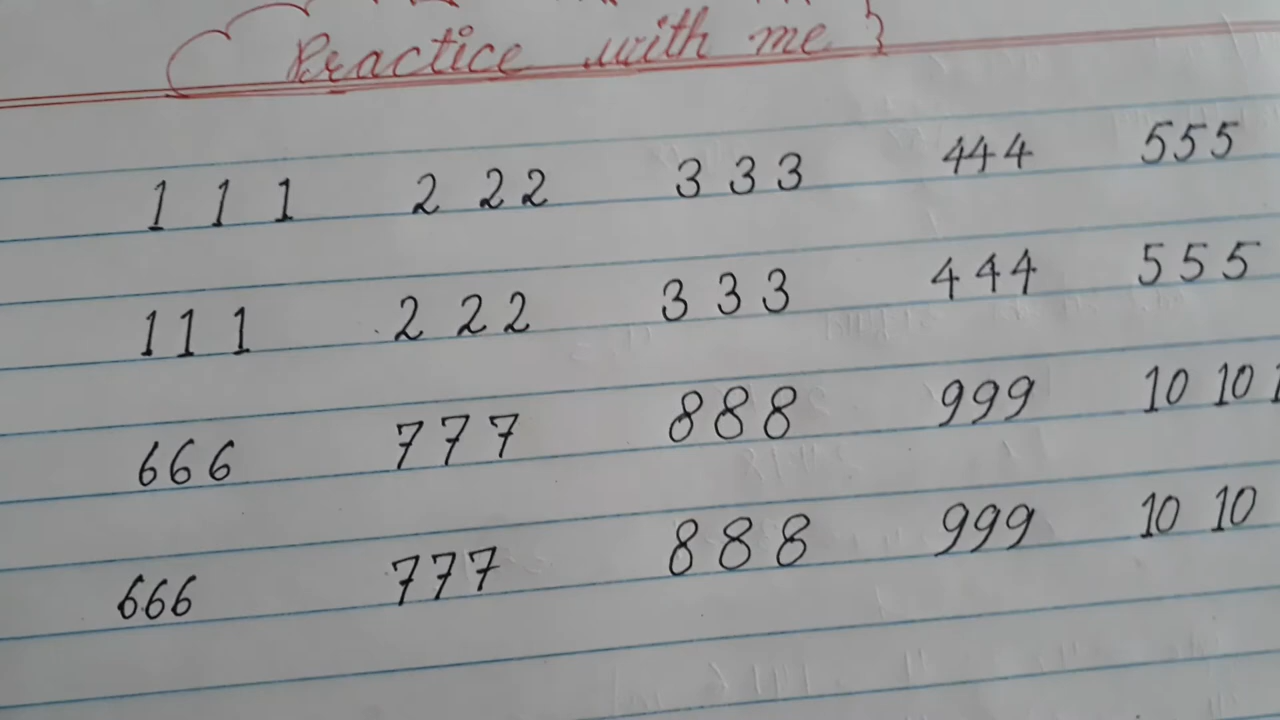 Practice with me }
1 1 1 2 2 2 3 3 3 4 4 4 5 5 5
1 1 1 2 2 2 3 3 3 4 4 4 5 5 5
6 6 6 7 7 7 8 8 8 9 9 9 10 10 1
6 6 6 7 7 7 8 8 8 9 9 9 10 10